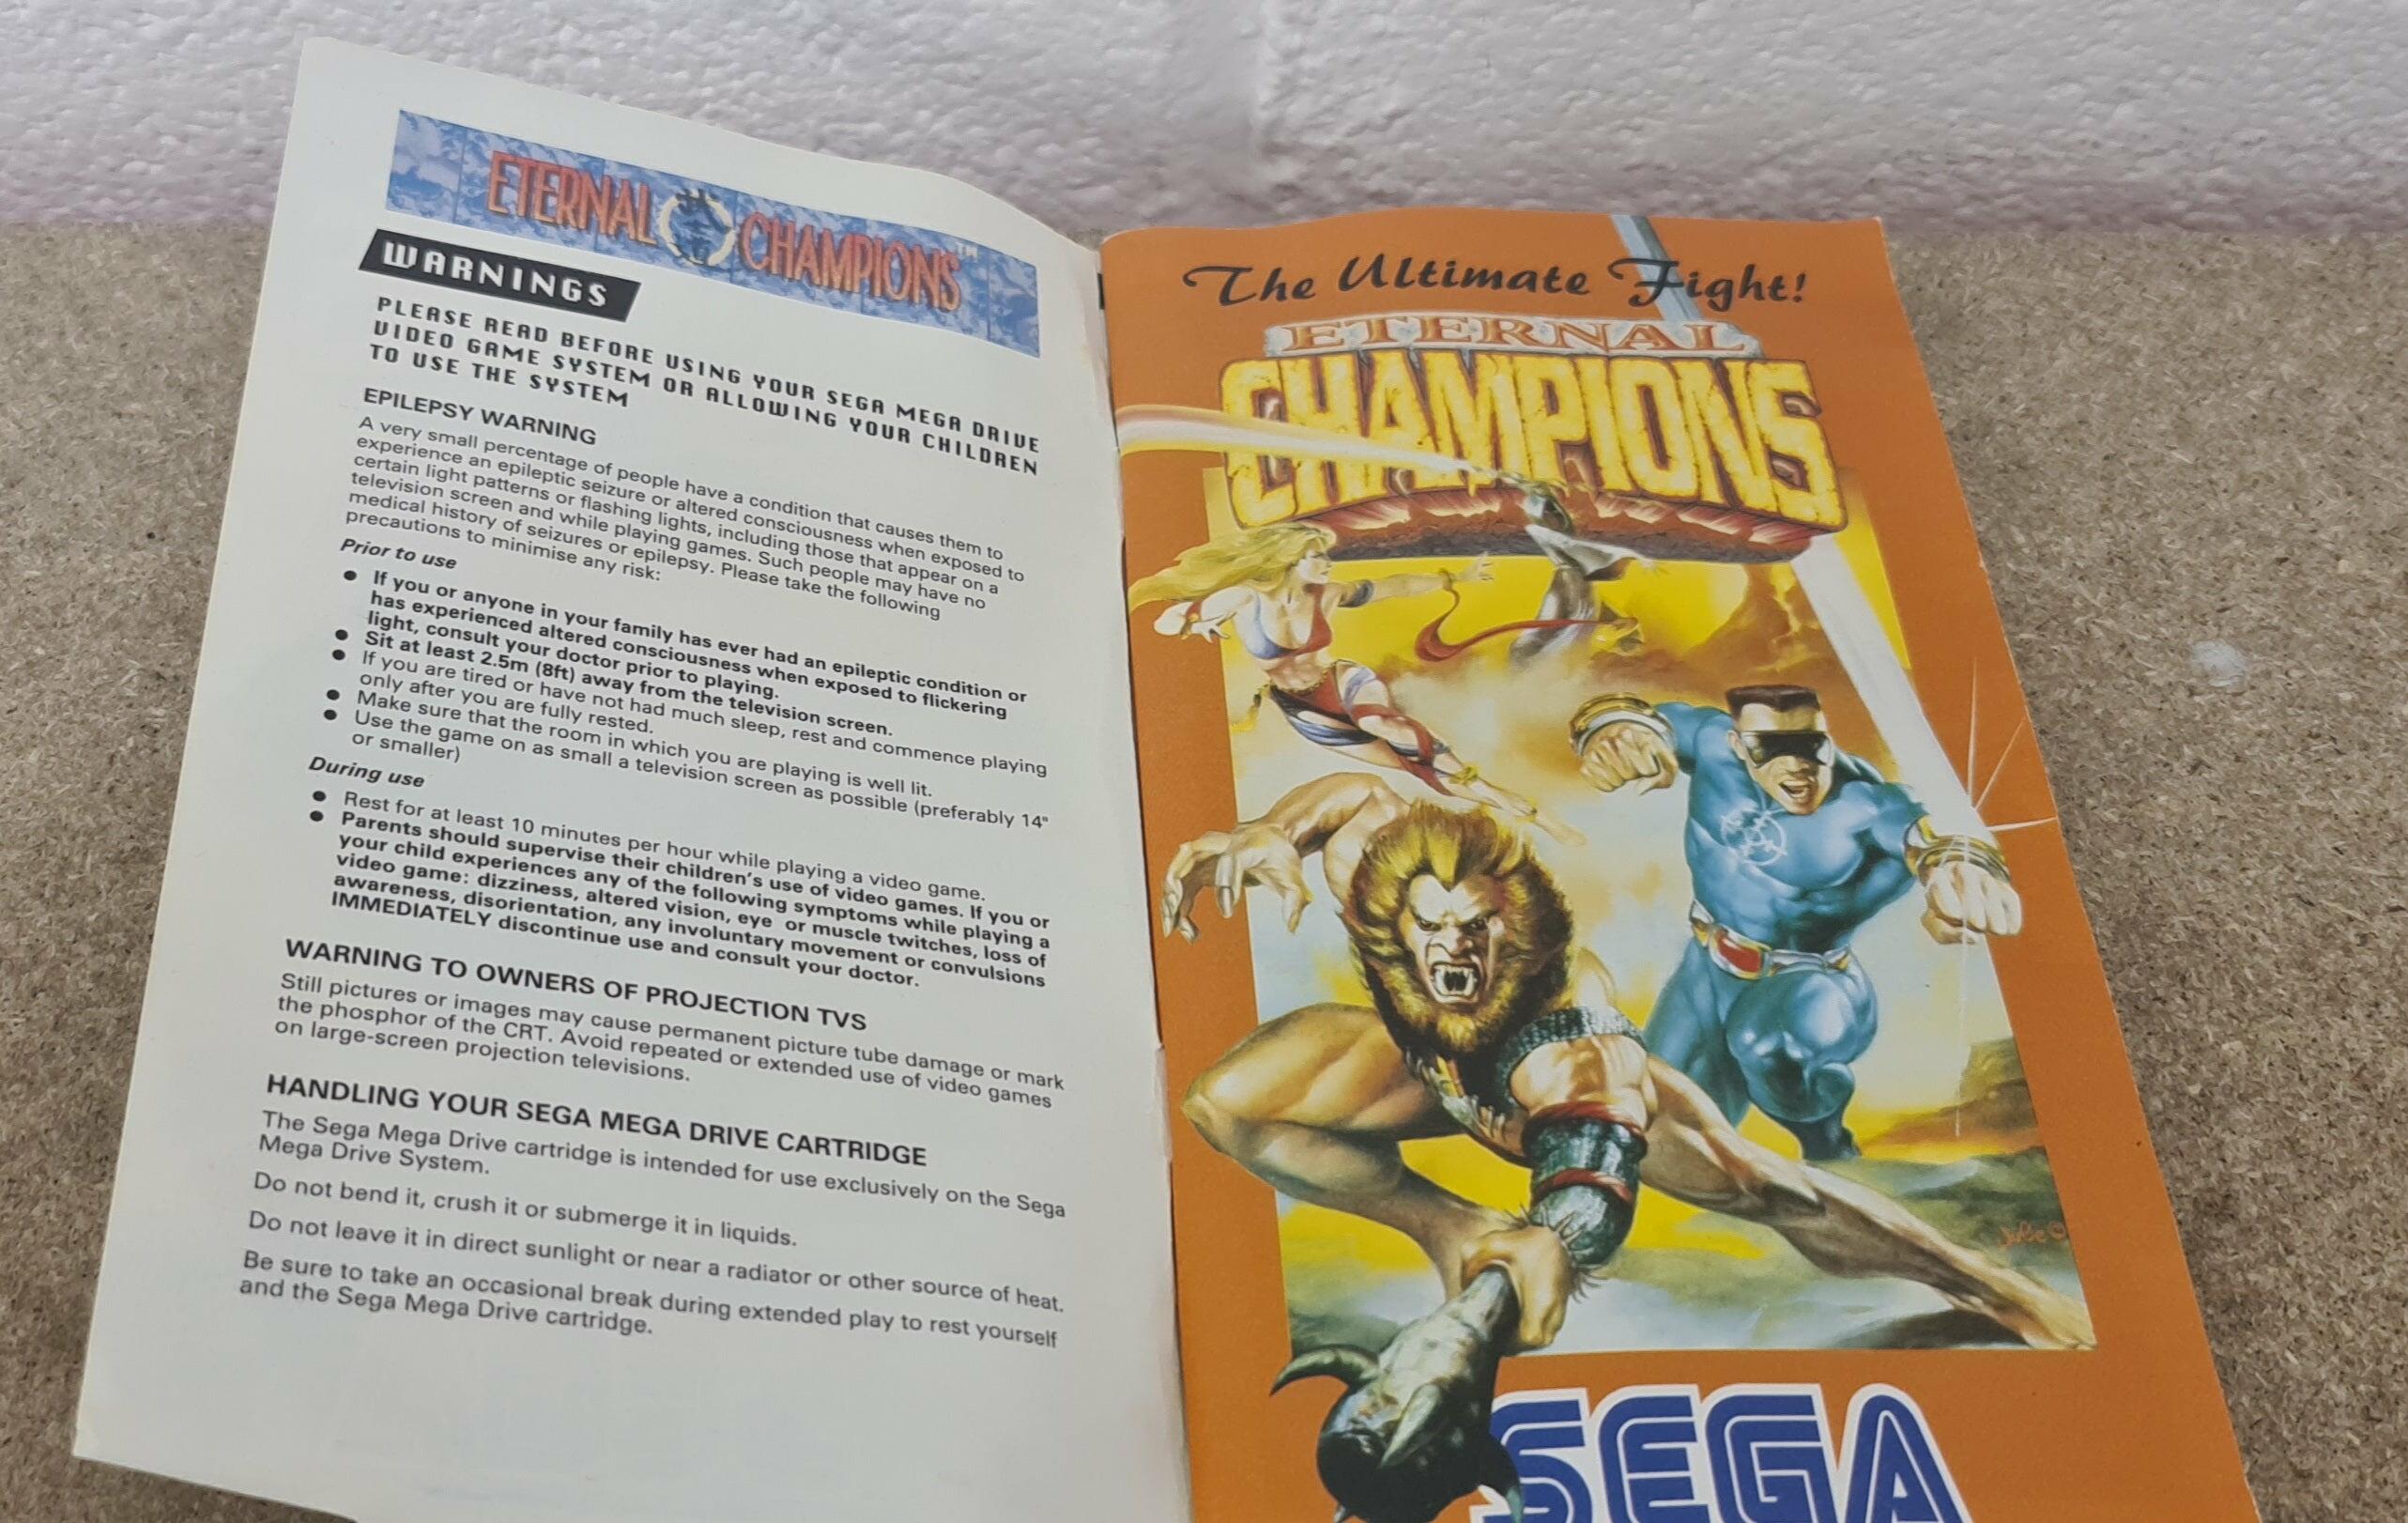 ETERNAL CHAMPIONS™
WARNINGS
PLEASE READ BEFORE USING YOUR SEGA MEGA DRIVE
VIDEO GAME SYSTEM OR ALLOWING YOUR CHILDREN
TO USE THE SYSTEM
EPILEPSY WARNING
A very small percentage of people have a condition that causes them to
experience an epileptic seizure or altered consciousness when exposed to
certain light patterns or flashing lights, including those that appear on a
television screen and while playing games. Such people may have no
medical history of seizures or epilepsy. Please take the following
precautions to minimise any risk:
Prior to use
● If you or anyone in your family has ever had an epileptic condition or
has experienced altered consciousness when exposed to flickering
light, consult your doctor prior to playing.
● Sit at least 2.5m (8ft) away from the television screen.
● If you are tired or have not had much sleep, rest and commence playing
only after you are fully rested.
● Make sure that the room in which you are playing is well lit.
● Use the game on as small a television screen as possible (preferably 14"
or smaller)
During use
● Rest for at least 10 minutes per hour while playing a video game.
● Parents should supervise their children's use of video games. If you or
your child experiences any of the following symptoms while playing a
video game: dizziness, altered vision, eye or muscle twitches, loss of
awareness, disorientation, any involuntary movement or convulsions
IMMEDIATELY discontinue use and consult your doctor.
WARNING TO OWNERS OF PROJECTION TVS
Still pictures or images may cause permanent picture tube damage or mark
the phosphor of the CRT. Avoid repeated or extended use of video games
on large-screen projection televisions.
HANDLING YOUR SEGA MEGA DRIVE CARTRIDGE
The Sega Mega Drive cartridge is intended for use exclusively on the Sega
Mega Drive System.
Do not bend it, crush it or submerge it in liquids.
Do not leave it in direct sunlight or near a radiator or other source of heat.
Be sure to take an occasional break during extended play to rest yourself
and the Sega Mega Drive cartridge.
The Ultimate Fight!
ETERNAL
CHAMPIONS
SEGA